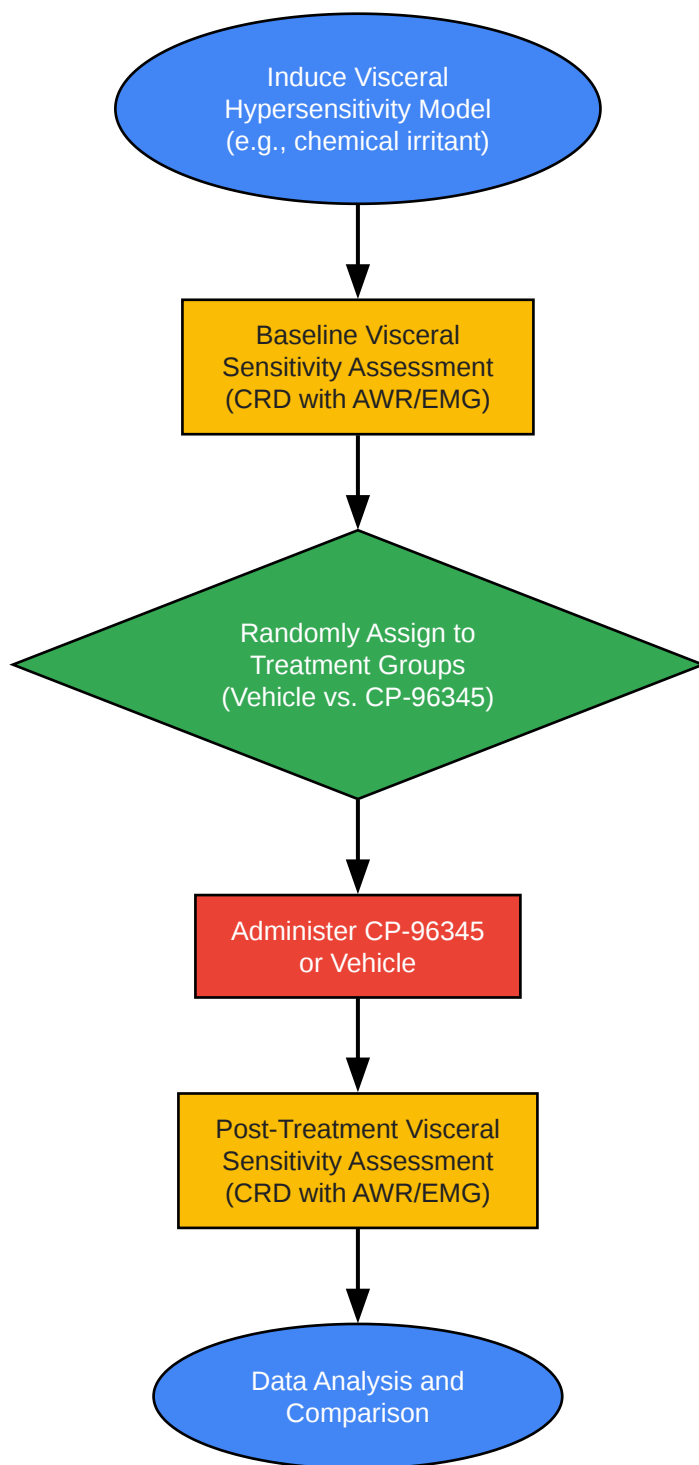 Induce Visceral
Hypersensitivity Model
(e.g., chemical irritant)
Baseline Visceral
Sensitivity Assessment
(CRD with AWR/EMG)
Randomly Assign to
Treatment Groups
(Vehicle vs. CP-96345)
Administer CP-96345
or Vehicle
Post-Treatment Visceral
Sensitivity Assessment
(CRD with AWR/EMG)
Data Analysis and
Comparison